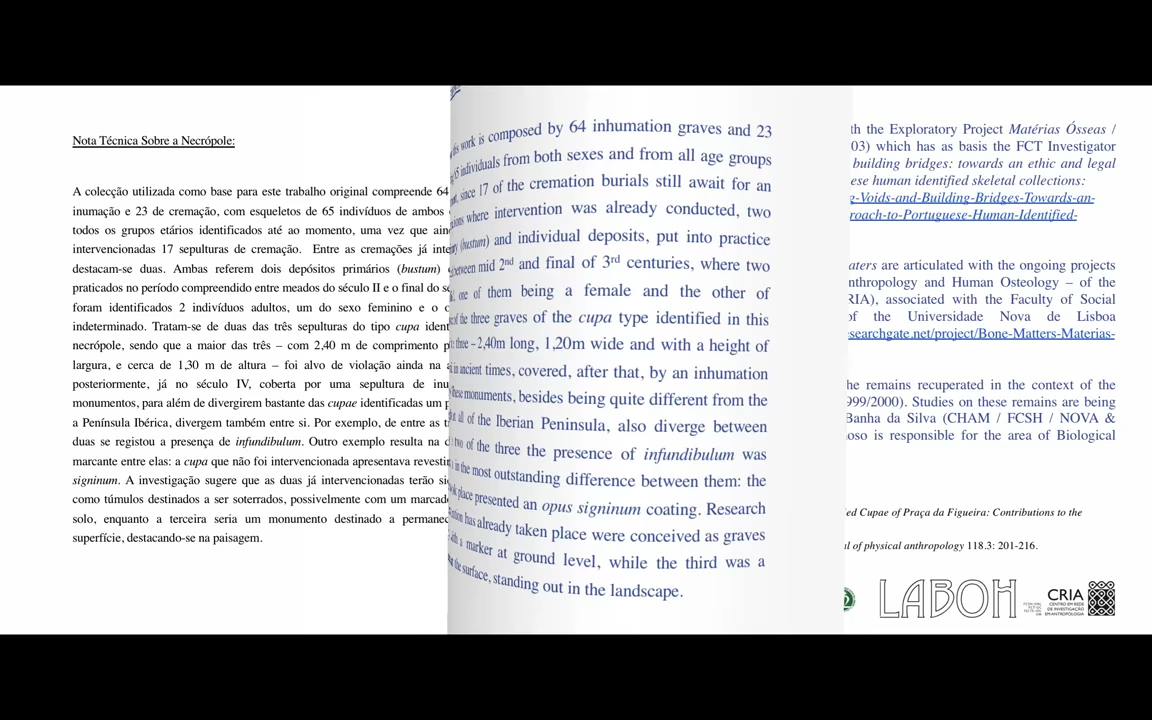 Nota Técnica Sobre a Necrópole:
A colecção utilizada como base para este trabalho original compreende 64
inumação e 23 de cremação, com esqueletos de 65 indivíduos de ambos
todos os grupos etários identificados até ao momento, uma vez que
intervencionadas 17 sepulturas de cremação. Entre as cremações já
destacam-se duas. Ambas referem dois depósitos primários (bustum)
praticados no período compreendido entre meados do século II e o final do
foram identificados 2 indivíduos adultos, um do sexo feminino e o
indeterminado. Tratam-se de duas das três sepulturas do tipo cupa
necrópole, sendo que a maior das três – com 2,40 m de comprimento
largura, e cerca de 1,30 m de altura – foi alvo de violação ainda na
posteriormente, já no século IV, coberta por uma sepultura de
monumentos, para além de divergirem bastante das cupae identificadas um
a Península Ibérica, divergem também entre si. Por exemplo, de entre as
duas se registou a presença de infundibulum. Outro exemplo resulta na
marcante entre elas: a cupa que não foi intervencionada apresentava
signinum. A investigação sugere que as duas já intervencionadas terão
como túmulos destinados a ser soterrados, possivelmente com um
solo, enquanto a terceira seria um monumento destinado a
superfície, destacando-se na paisagem.
work is composed by 64 inhumation graves and 23
individuals from both sexes and from all age groups
since 17 of the cremation burials still await for an
where intervention was already conducted, two
(bustum) and individual deposits, put into practice
between mid 2nd and final of 3rd centuries, where two
one of them being a female and the other of
of the three graves of the cupa type identified in this
three – 2,40m long, 1,20m wide and with a height of
in ancient times, covered, after that, by an inhumation
These monuments, besides being quite different from the
all of the Iberian Peninsula, also diverge between
two of the three the presence of infundibulum was
in the most outstanding difference between them: the
place presented an opus signinum coating. Research
has already taken place were conceived as graves
a marker at ground level, while the third was a
the surface, standing out in the landscape.
th the Exploratory Project Matérias Ósseas /
03) which has as basis the FCT Investigator
building bridges: towards an ethic and legal
ese human identified skeletal collections:
g-Voids-and-Building-Bridges-Towards-an-
roach-to-Portuguese-Human-Identified-
aters are articulated with the ongoing projects
nthropology and Human Osteology – of the
RIA), associated with the Faculty of Social
of the Universidade Nova de Lisboa
searchgate.net/project/Bone-Matters-Materias-
he remains recuperated in the context of the
999/2000). Studies on these remains are being
Banha da Silva (CHAM / FCSH / NOVA &
oso is responsible for the area of Biological
ed Cupae of Praça da Figueira: Contributions to the
al of physical anthropology 118.3: 201-216.
LABOH
CRIA
CENTRO EM REDE
DE INVESTIGAÇÃO
EM ANTROPOLOGIA